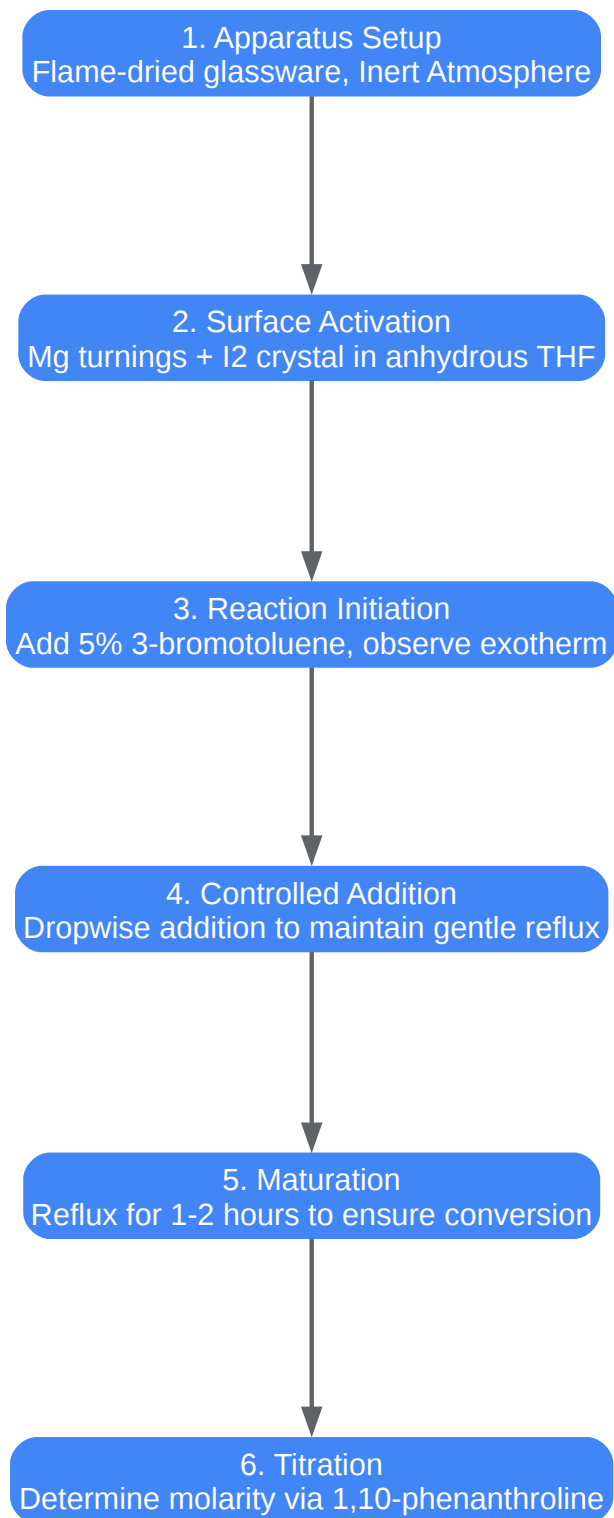 1. Apparatus Setup
Flame-dried glassware, Inert Atmosphere
2. Surface Activation
Mg turnings + I2 crystal in anhydrous THF
3. Reaction Initiation
Add 5% 3-bromotoluene, observe exotherm
4. Controlled Addition
Dropwise addition to maintain gentle reflux
5. Maturation
Reflux for 1-2 hours to ensure conversion
6. Titration
Determine molarity via 1,10-phenanthroline